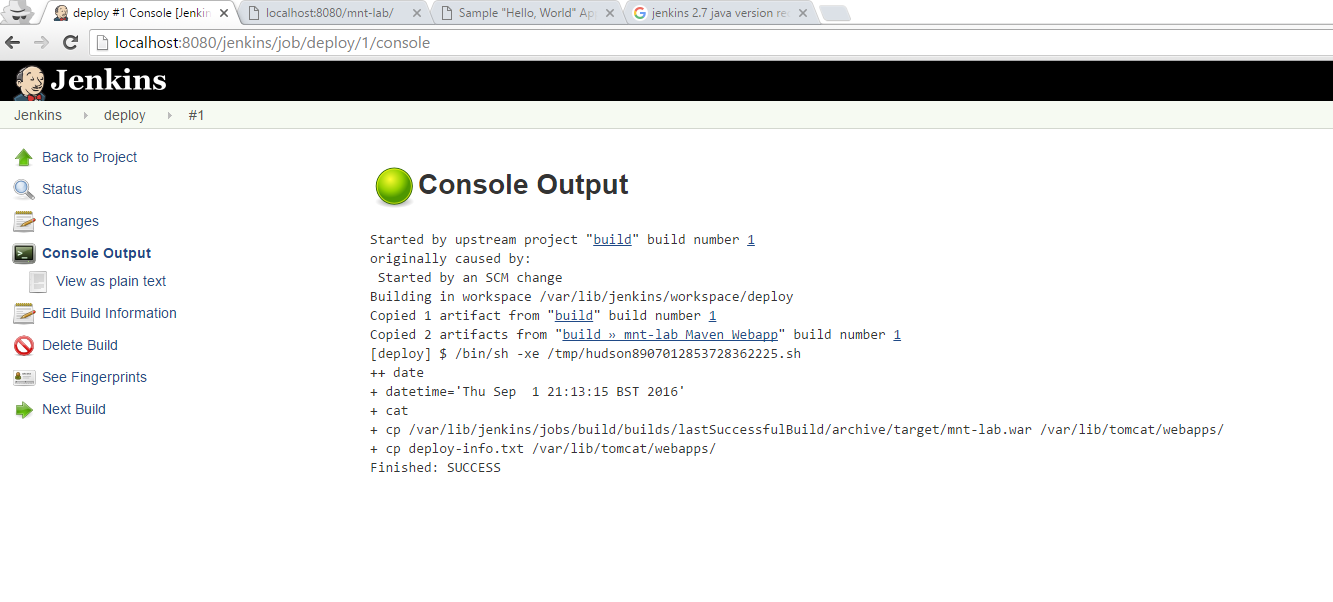 deploy #1 Console [Jenkin
localhost:8080/mnt-lab/
Sample "Hello, World" Ap
jenkins 2.7 java version re
localhost:8080/jenkins/job/deploy/1/console
Jenkins
Jenkins deploy #1
Back to Project
Status
Changes
Console Output
View as plain text
Edit Build Information
Delete Build
See Fingerprints
Next Build
Console Output
Started by upstream project "build" build number 1
originally caused by:
Started by an SCM change
Building in workspace /var/lib/jenkins/workspace/deploy
Copied 1 artifact from "build" build number 1
Copied 2 artifacts from "build » mnt-lab Maven Webapp" build number 1
[deploy] $ /bin/sh -xe /tmp/hudson8907012853728362225.sh
++ date
+ datetime='Thu Sep  1 21:13:15 BST 2016'
+ cat
+ cp /var/lib/jenkins/jobs/build/builds/lastSuccessfulBuild/archive/target/mnt-lab.war /var/lib/tomcat/webapps/
+ cp deploy-info.txt /var/lib/tomcat/webapps/
Finished: SUCCESS